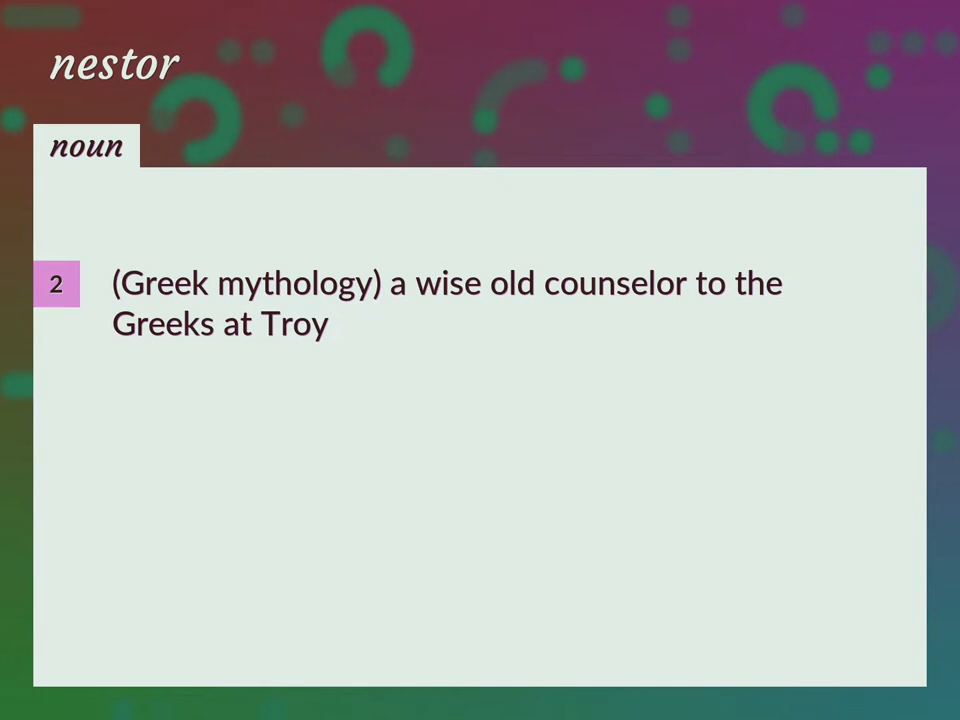 nestor
noun
2
(Greek mythology) a wise old counselor to the
Greeks at Troy